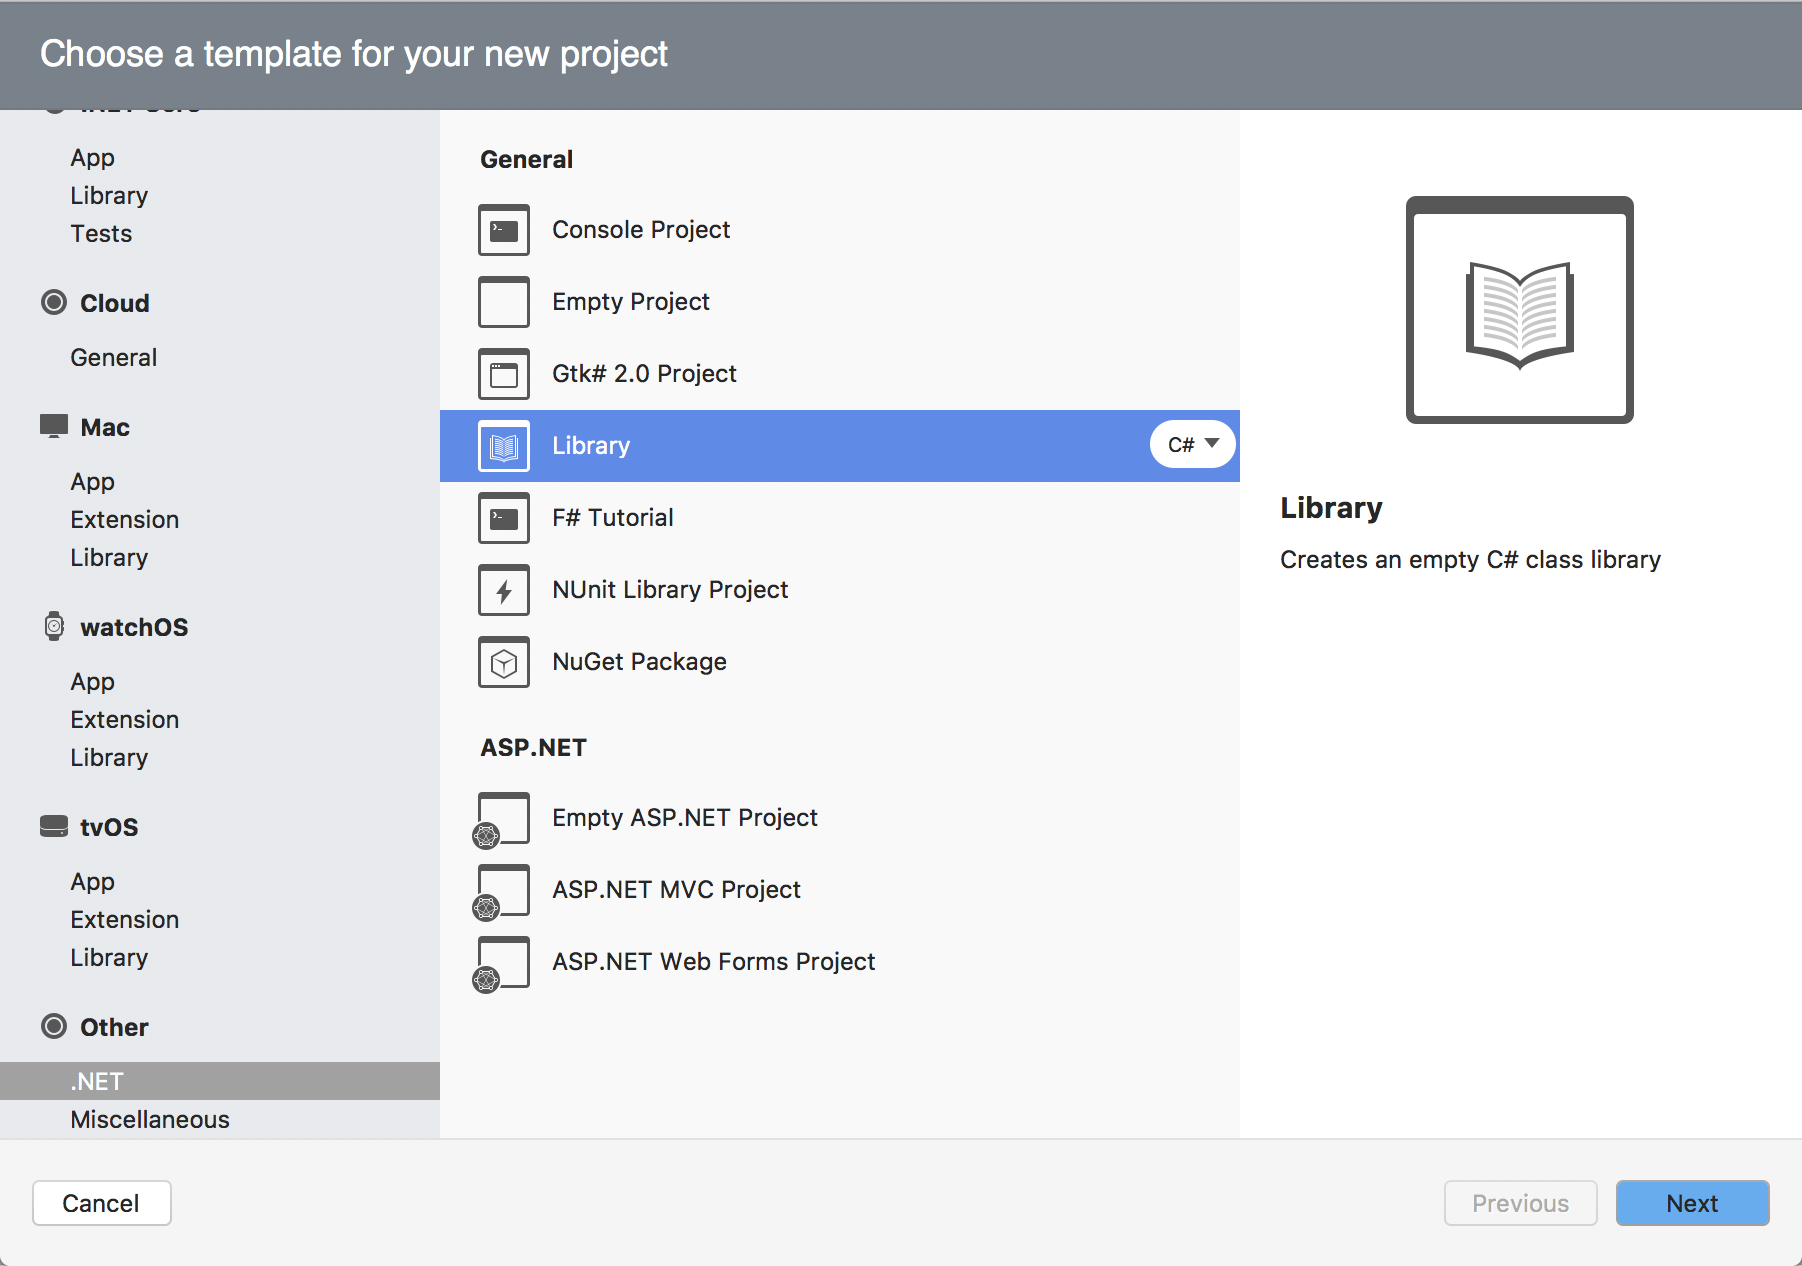 Choose a template for your new project
App
Library
Tests
Cloud
General
Mac
App
Extension
Library
watchOS
App
Extension
Library
tvOS
App
Extension
Library
Other
.NET
Miscellaneous
General
Console Project
Empty Project
Gtk# 2.0 Project
Library C#
F# Tutorial
NUnit Library Project
NuGet Package
ASP.NET
Empty ASP.NET Project
ASP.NET MVC Project
ASP.NET Web Forms Project
Library
Creates an empty C# class library
Cancel
Previous
Next